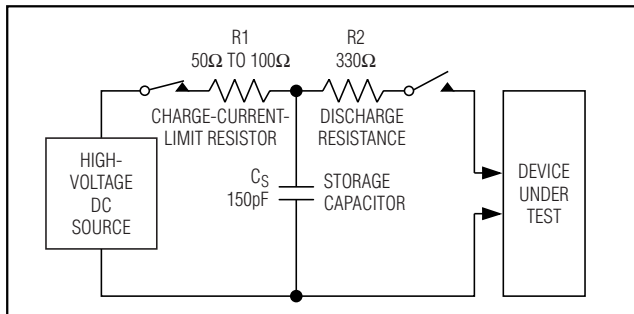 R1
50Ω TO 100Ω
R2
330Ω
CHARGE-CURRENT-
LIMIT RESISTOR
DISCHARGE
RESISTANCE
HIGH-
VOLTAGE
DC
SOURCE
CS
150pF
STORAGE
CAPACITOR
DEVICE
UNDER
TEST